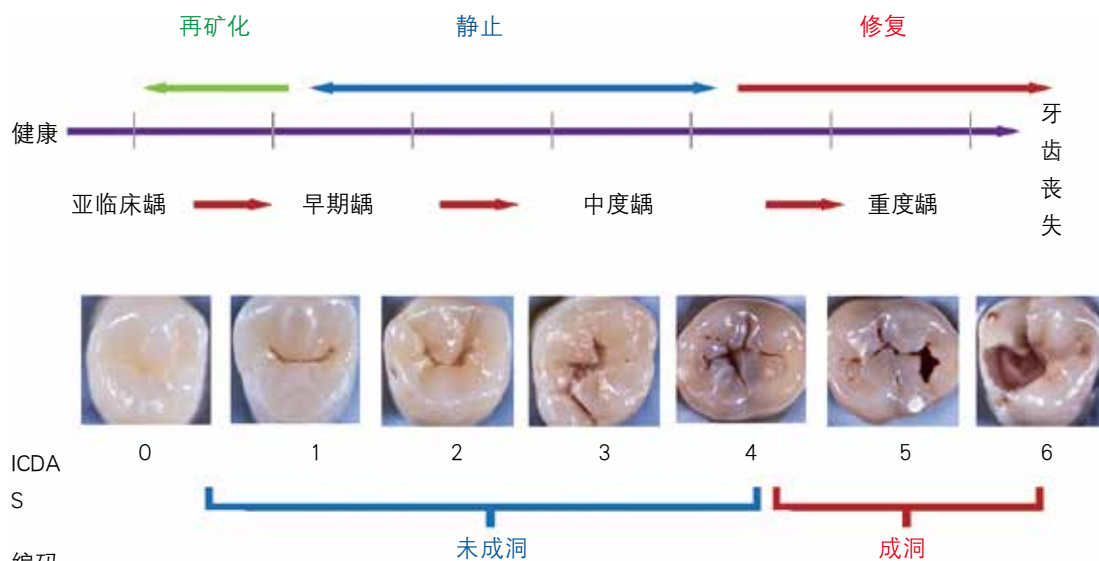 再矿化 静止 修复
健康
牙
齿
丧
失
亚临床龋 早期龋 中度龋 重度龋
0 1 2 3 4 5 6
ICDA
S
未成洞 成洞
编码